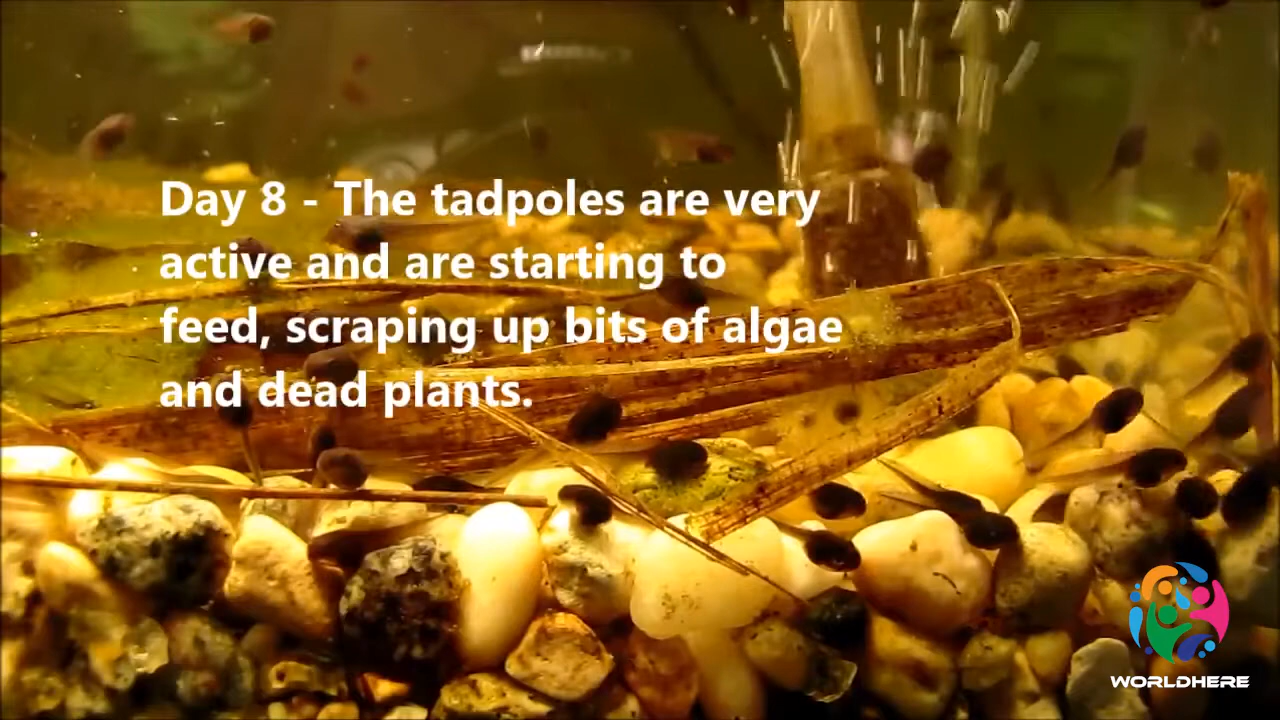 Day 8 - The tadpoles are very
active and are starting to
feed, scraping up bits of algae
and dead plants.
WORLDHERE